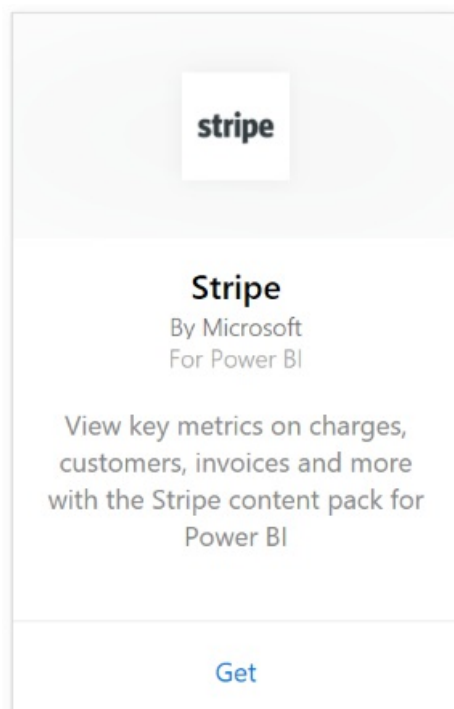 stripe
Stripe
By Microsoft
For Power BI
View key metrics on charges,
customers, invoices and more
with the Stripe content pack for
Power BI
Get